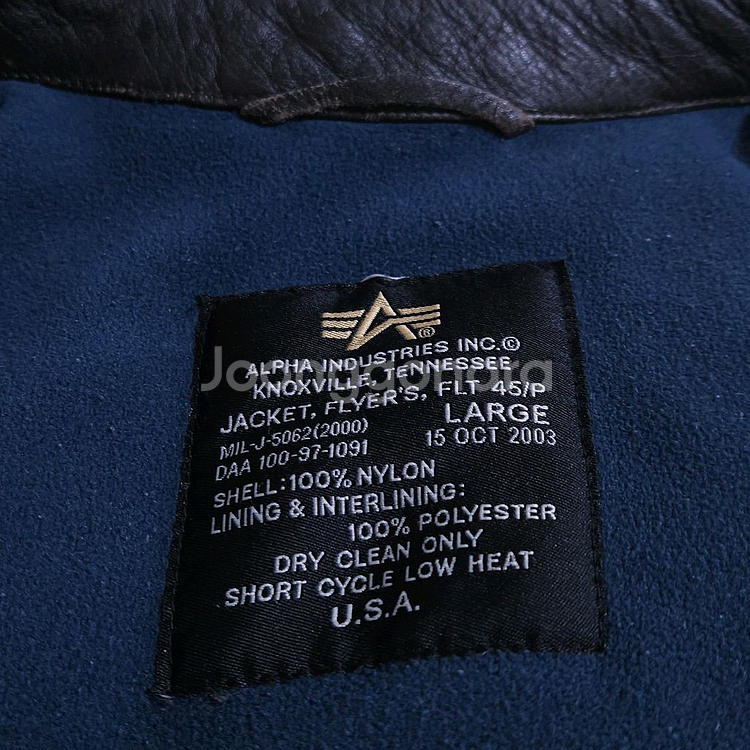 ALPHA INDUSTRIES INC.©
KNOXVILLE, TENNESSEE
JACKET, FLYER'S, FLT 45/P
MIL-J-5062(2000) LARGE
DAA 100-97-1091 15 OCT 2003
SHELL:100% NYLON
LINING & INTERLINING:
100% POLYESTER
DRY CLEAN ONLY
SHORT CYCLE LOW HEAT
U.S.A.